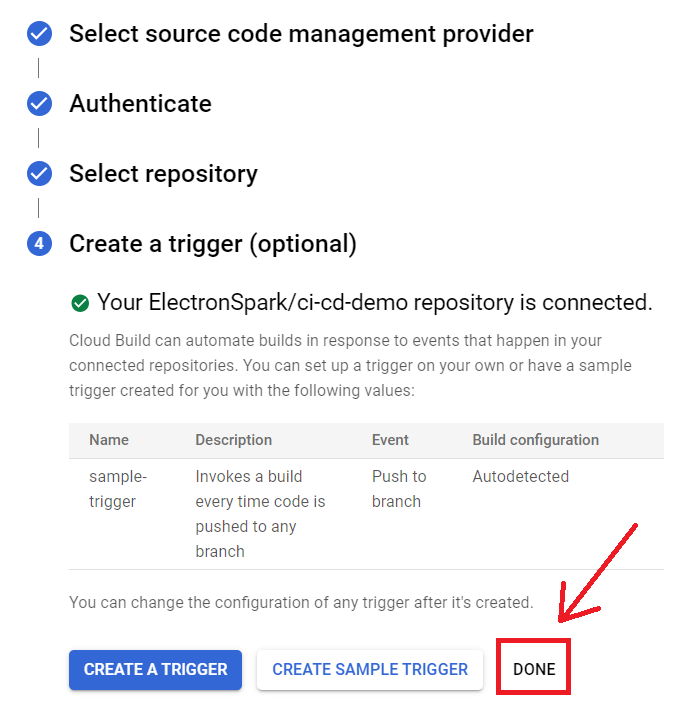 Select source code management provider
Authenticate
Select repository
4 Create a trigger (optional)
Your ElectronSpark/ci-cd-demo repository is connected.
Cloud Build can automate builds in response to events that happen in your
connected repositories. You can set up a trigger on your own or have a sample
trigger created for you with the following values:
Name Description Event Build configuration
sample- Invokes a build Push to Autodetected
trigger every time code is branch
pushed to any
branch
You can change the configuration of any trigger after it's created.
CREATE A TRIGGER CREATE SAMPLE TRIGGER DONE